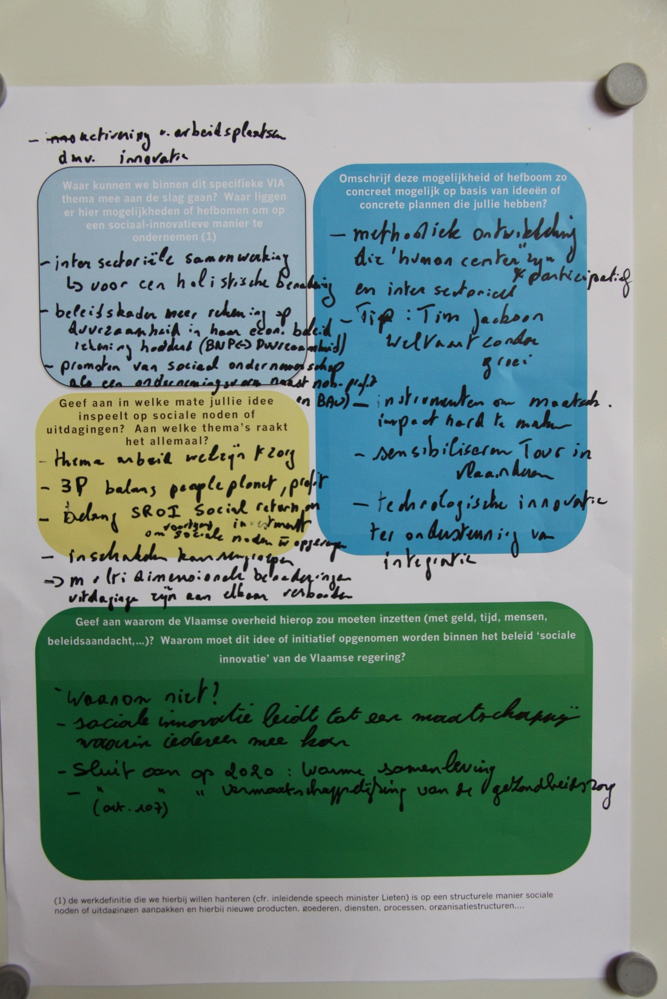 - activering v. arbeidsplaatsen
dmv. innovatie
Waar kunnen we binnen dit specifieke VIA
thema mee aan de slag gaan? Waar liggen
er hier mogelijkheden of hefbomen om op
een sociaal-innovatieve manier te
ondernemen (1)
- inter sectoriële samenwerking
↳ voor een holistische benadering
- beleidskader meer rekening op
duurzaamheid in haar econ. beleid
rekening houdend (BNP <-> Duurzaamheid)
- promoten van sociaal ondernemerschap
als een ondernemingsvorm naast non-profit
en BAU)
Geef aan in welke mate jullie idee
inspeelt op sociale noden of
uitdagingen? Aan welke thema's raakt
het allemaal?
- thema arbeid welzijn & zorg
- 3P balans people planet, profit
- belang SROI social return on
investment
om sociale noden op
- inschakelen kansengroepen
=> multi dimensionele benaderingen
uitdagingen zijn aan elkaar verbonden
Omschrijf deze mogelijkheid of hefboom zo
concreet mogelijk op basis van ideeën of
concrete plannen die jullie hebben?
- methodiek ontwikkeling
die "human center" zijn
& participatief
en inter sectorieel
- Tip : Tim Jackson
welvaart zonder
groei
- instrumenten om maatsch.
impact hard te maken
- sensibiliseren Tour in
Vlaanderen
- technologische innovatie
ter ondersteuning van
integratie
Geef aan waarom de Vlaamse overheid hierop zou moeten inzetten (met geld, tijd, mensen,
beleidsaandacht,...)? Waarom moet dit idee of initiatief opgenomen worden binnen het beleid 'sociale
innovatie' van de Vlaamse regering?
- Waarom niet?
- sociale innovatie leidt tot een maatschappij
waarin iedereen mee kan
- Sluit aan op 2020 : Warme samenleving
- " " " vermaatschappelijking van de gezondheidszorg
(art. 107)
(1) de werkdefinitie die we hierbij willen hanteren (cfr. inleidende speech minister Lieten) is op een structurele manier sociale
noden of uitdagingen aanpakken en hierbij nieuwe producten, goederen, diensten, processen, organisatiestructuren,...